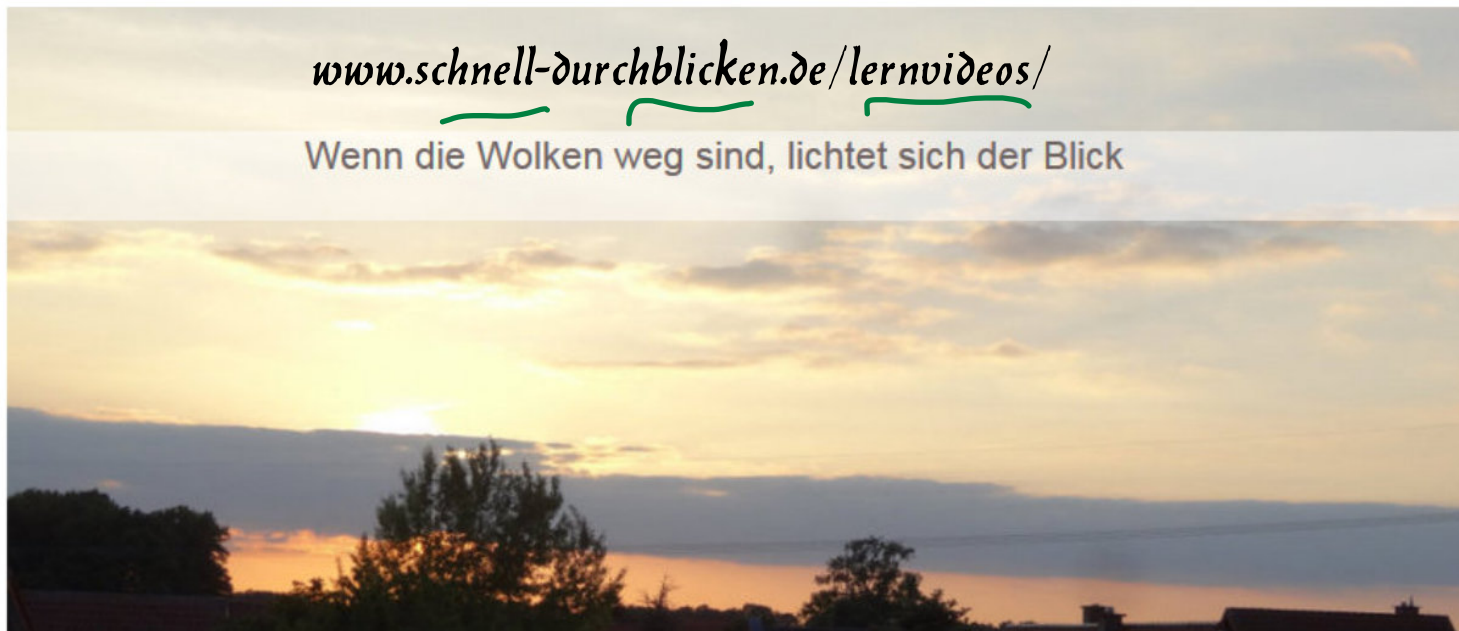 www.schnell-durchblicken.de/lernvideos/
Wenn die Wolken weg sind, lichtet sich der Blick